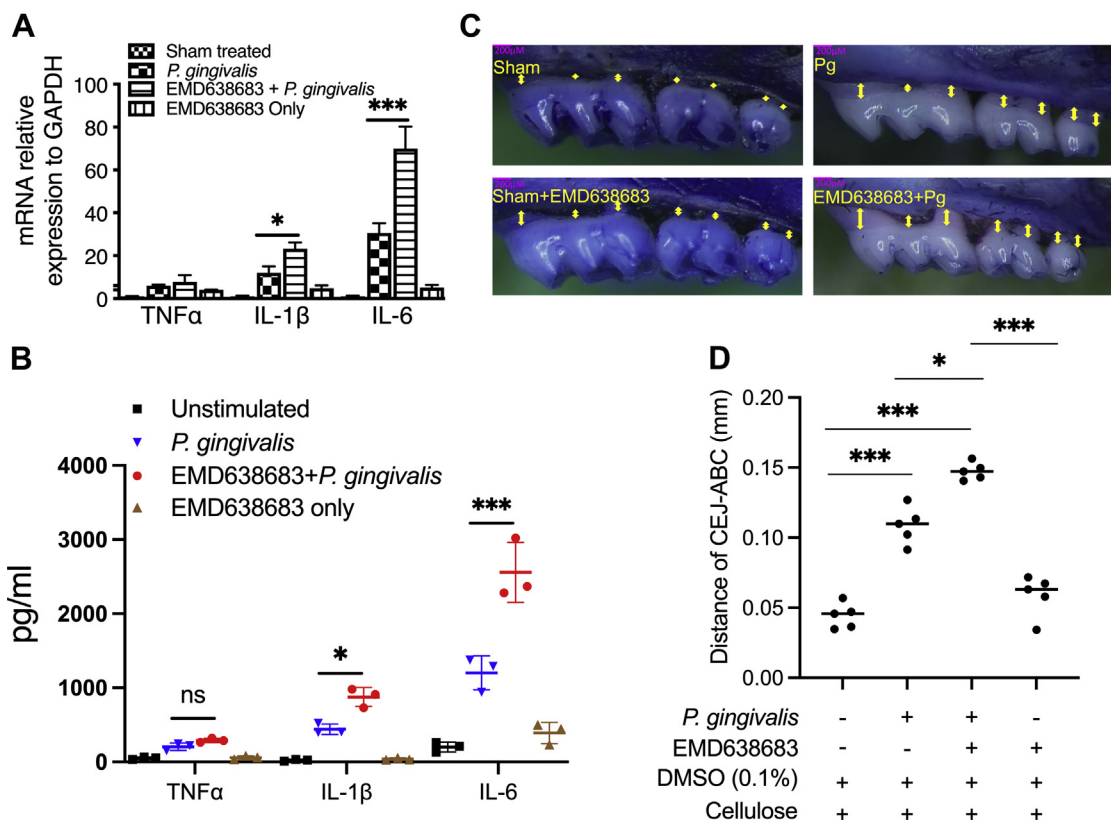 A
Sham treated
P. gingivalis
EMD638683 + P. gingivalis
EMD638683 Only
mRNA relative
expression to GAPDH
100
80
60
40
20
0
*
***
TNFα IL-1β IL-6
B
Unstimulated
P. gingivalis
EMD638683+P. gingivalis
EMD638683 only
pg/ml
4000
3000
2000
1000
0
ns
*
***
TNFα IL-1β IL-6
C
200μM
Sham
200μM
Pg
200μM
Sham+EMD638683
200μM
EMD638683+Pg
D
***
*
***
***
Distance of CEJ-ABC (mm)
0.20
0.15
0.10
0.05
0.00
P. gingivalis - + + -
EMD638683 - - + +
DMSO (0.1%) + + + +
Cellulose + + + +